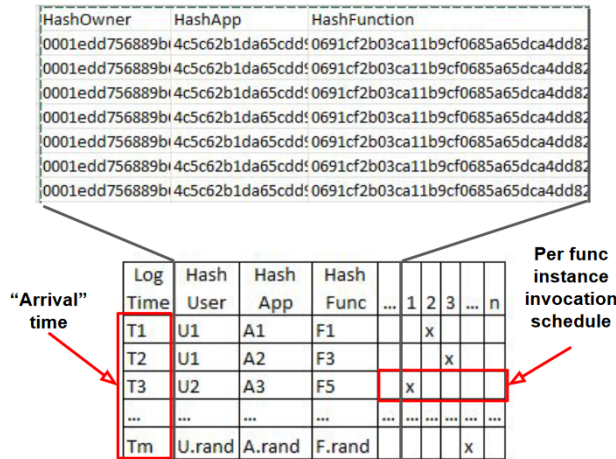 HashOwner HashApp HashFunction
0001edd756889b 4c5c62b1da65cdd 0691cf2b03ca11b9cf0685a65dca4dd82
0001edd756889b 4c5c62b1da65cdd 0691cf2b03ca11b9cf0685a65dca4dd82
0001edd756889b 4c5c62b1da65cdd 0691cf2b03ca11b9cf0685a65dca4dd82
0001edd756889b 4c5c62b1da65cdd 0691cf2b03ca11b9cf0685a65dca4dd82
0001edd756889b 4c5c62b1da65cdd 0691cf2b03ca11b9cf0685a65dca4dd82
0001edd756889b 4c5c62b1da65cdd 0691cf2b03ca11b9cf0685a65dca4dd82
0001edd756889b 4c5c62b1da65cdd 0691cf2b03ca11b9cf0685a65dca4dd82
“Arrival”
time
Log Hash Hash Hash
Time User App Func ... 1 2 3 ... n
T1 U1 A1 F1 x
T2 U1 A2 F3 x
T3 U2 A3 F5 x
... ... ... ... ... ... ... ... ... ...
Tm U.rand A.rand F.rand x
Per func
instance
invocation
schedule